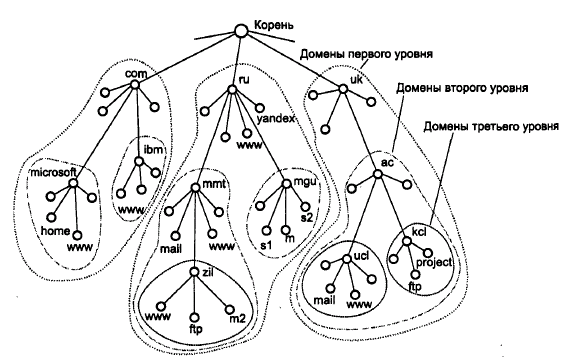 Корень
Домены первого уровня
com
ru
uk
Домены второго уровня
yandex
www
Домены третьего уровня
ibm
microsoft
mmt
mgu
ac
www
s2
home
www
mail
www
s1
m
kcl
project
zil
ucl
ftp
mail
www
www
ftp
m2